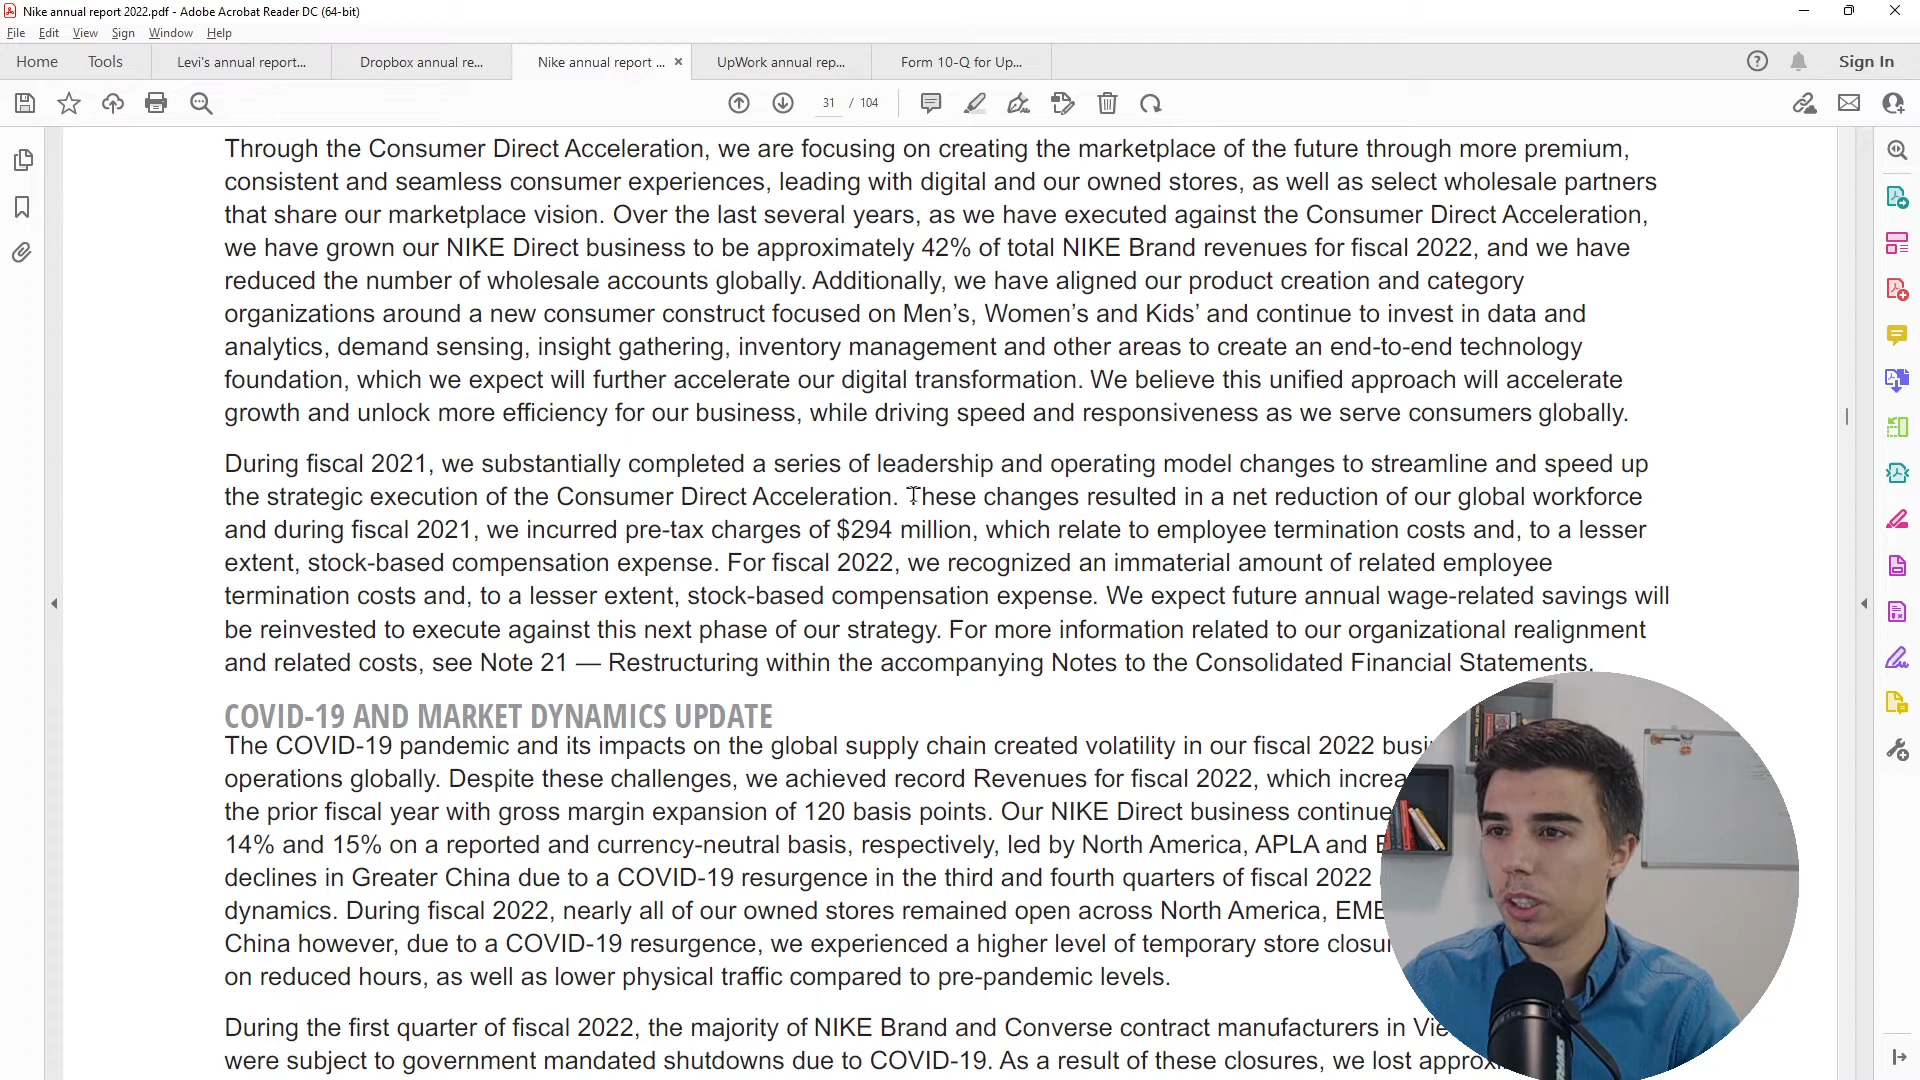 Nike annual report 2022.pdf - Adobe Acrobat Reader DC (64-bit)
File Edit View Sign Window Help
Home Tools Levi's annual report... Dropbox annual re... Nike annual report ... × UpWork annual rep... Form 10-Q for Up... Sign In
31 / 104
Through the Consumer Direct Acceleration, we are focusing on creating the marketplace of the future through more premium,
consistent and seamless consumer experiences, leading with digital and our owned stores, as well as select wholesale partners
that share our marketplace vision. Over the last several years, as we have executed against the Consumer Direct Acceleration,
we have grown our NIKE Direct business to be approximately 42% of total NIKE Brand revenues for fiscal 2022, and we have
reduced the number of wholesale accounts globally. Additionally, we have aligned our product creation and category
organizations around a new consumer construct focused on Men’s, Women’s and Kids’ and continue to invest in data and
analytics, demand sensing, insight gathering, inventory management and other areas to create an end-to-end technology
foundation, which we expect will further accelerate our digital transformation. We believe this unified approach will accelerate
growth and unlock more efficiency for our business, while driving speed and responsiveness as we serve consumers globally.
During fiscal 2021, we substantially completed a series of leadership and operating model changes to streamline and speed up
the strategic execution of the Consumer Direct Acceleration. These changes resulted in a net reduction of our global workforce
and during fiscal 2021, we incurred pre-tax charges of $294 million, which relate to employee termination costs and, to a lesser
extent, stock-based compensation expense. For fiscal 2022, we recognized an immaterial amount of related employee
termination costs and, to a lesser extent, stock-based compensation expense. We expect future annual wage-related savings will
be reinvested to execute against this next phase of our strategy. For more information related to our organizational realignment
and related costs, see Note 21 — Restructuring within the accompanying Notes to the Consolidated Financial Statements.
COVID-19 AND MARKET DYNAMICS UPDATE
The COVID-19 pandemic and its impacts on the global supply chain created volatility in our fiscal 2022
operations globally. Despite these challenges, we achieved record Revenues for fiscal 2022, which
the prior fiscal year with gross margin expansion of 120 basis points. Our NIKE Direct business
14% and 15% on a reported and currency-neutral basis, respectively, led by North America, APLA and
declines in Greater China due to a COVID-19 resurgence in the third and fourth quarters of fiscal 2022
dynamics. During fiscal 2022, nearly all of our owned stores remained open across North America,
China however, due to a COVID-19 resurgence, we experienced a higher level of temporary store
on reduced hours, as well as lower physical traffic compared to pre-pandemic levels.
During the first quarter of fiscal 2022, the majority of NIKE Brand and Converse contract manufacturers in
were subject to government mandated shutdowns due to COVID-19. As a result of these closures, we lost